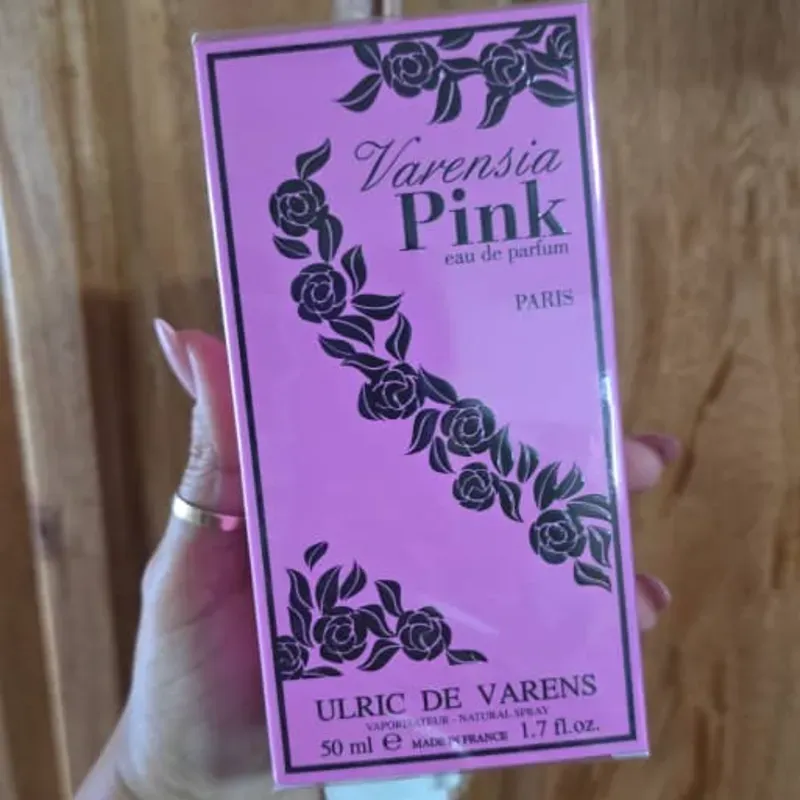 Varensia
Pink
eau de parfum
PARIS
ULRIC DE VARENS
VAPORISATEUR - NATURAL SPRAY
50 ml e MADE IN FRANCE 1.7 fl.oz.